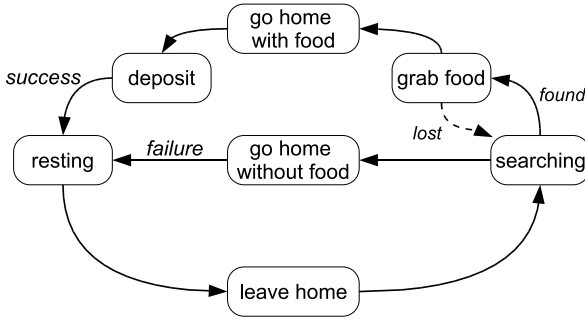 go home
with food
success
deposit
grab food
found
lost
resting
failure
go home
without food
searching
leave home